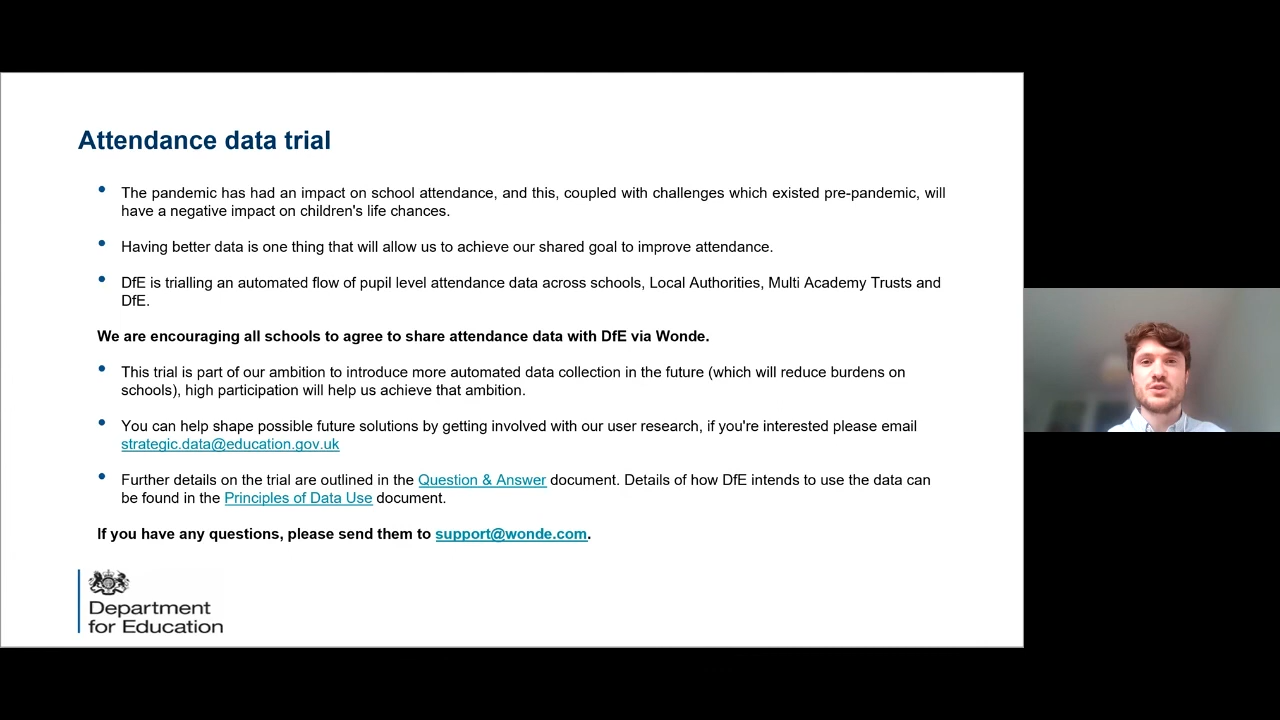 Attendance data trial
The pandemic has had an impact on school attendance, and this, coupled with challenges which existed pre-pandemic, will
have a negative impact on children's life chances.
Having better data is one thing that will allow us to achieve our shared goal to improve attendance.
DfE is trialling an automated flow of pupil level attendance data across schools, Local Authorities, Multi Academy Trusts and
DfE.
We are encouraging all schools to agree to share attendance data with DfE via Wonde.
This trial is part of our ambition to introduce more automated data collection in the future (which will reduce burdens on
schools), high participation will help us achieve that ambition.
You can help shape possible future solutions by getting involved with our user research, if you're interested please email
strategic.data@education.gov.uk
Further details on the trial are outlined in the Question & Answer document. Details of how DfE intends to use the data can
be found in the Principles of Data Use document.
If you have any questions, please send them to support@wonde.com.
Department
for Education